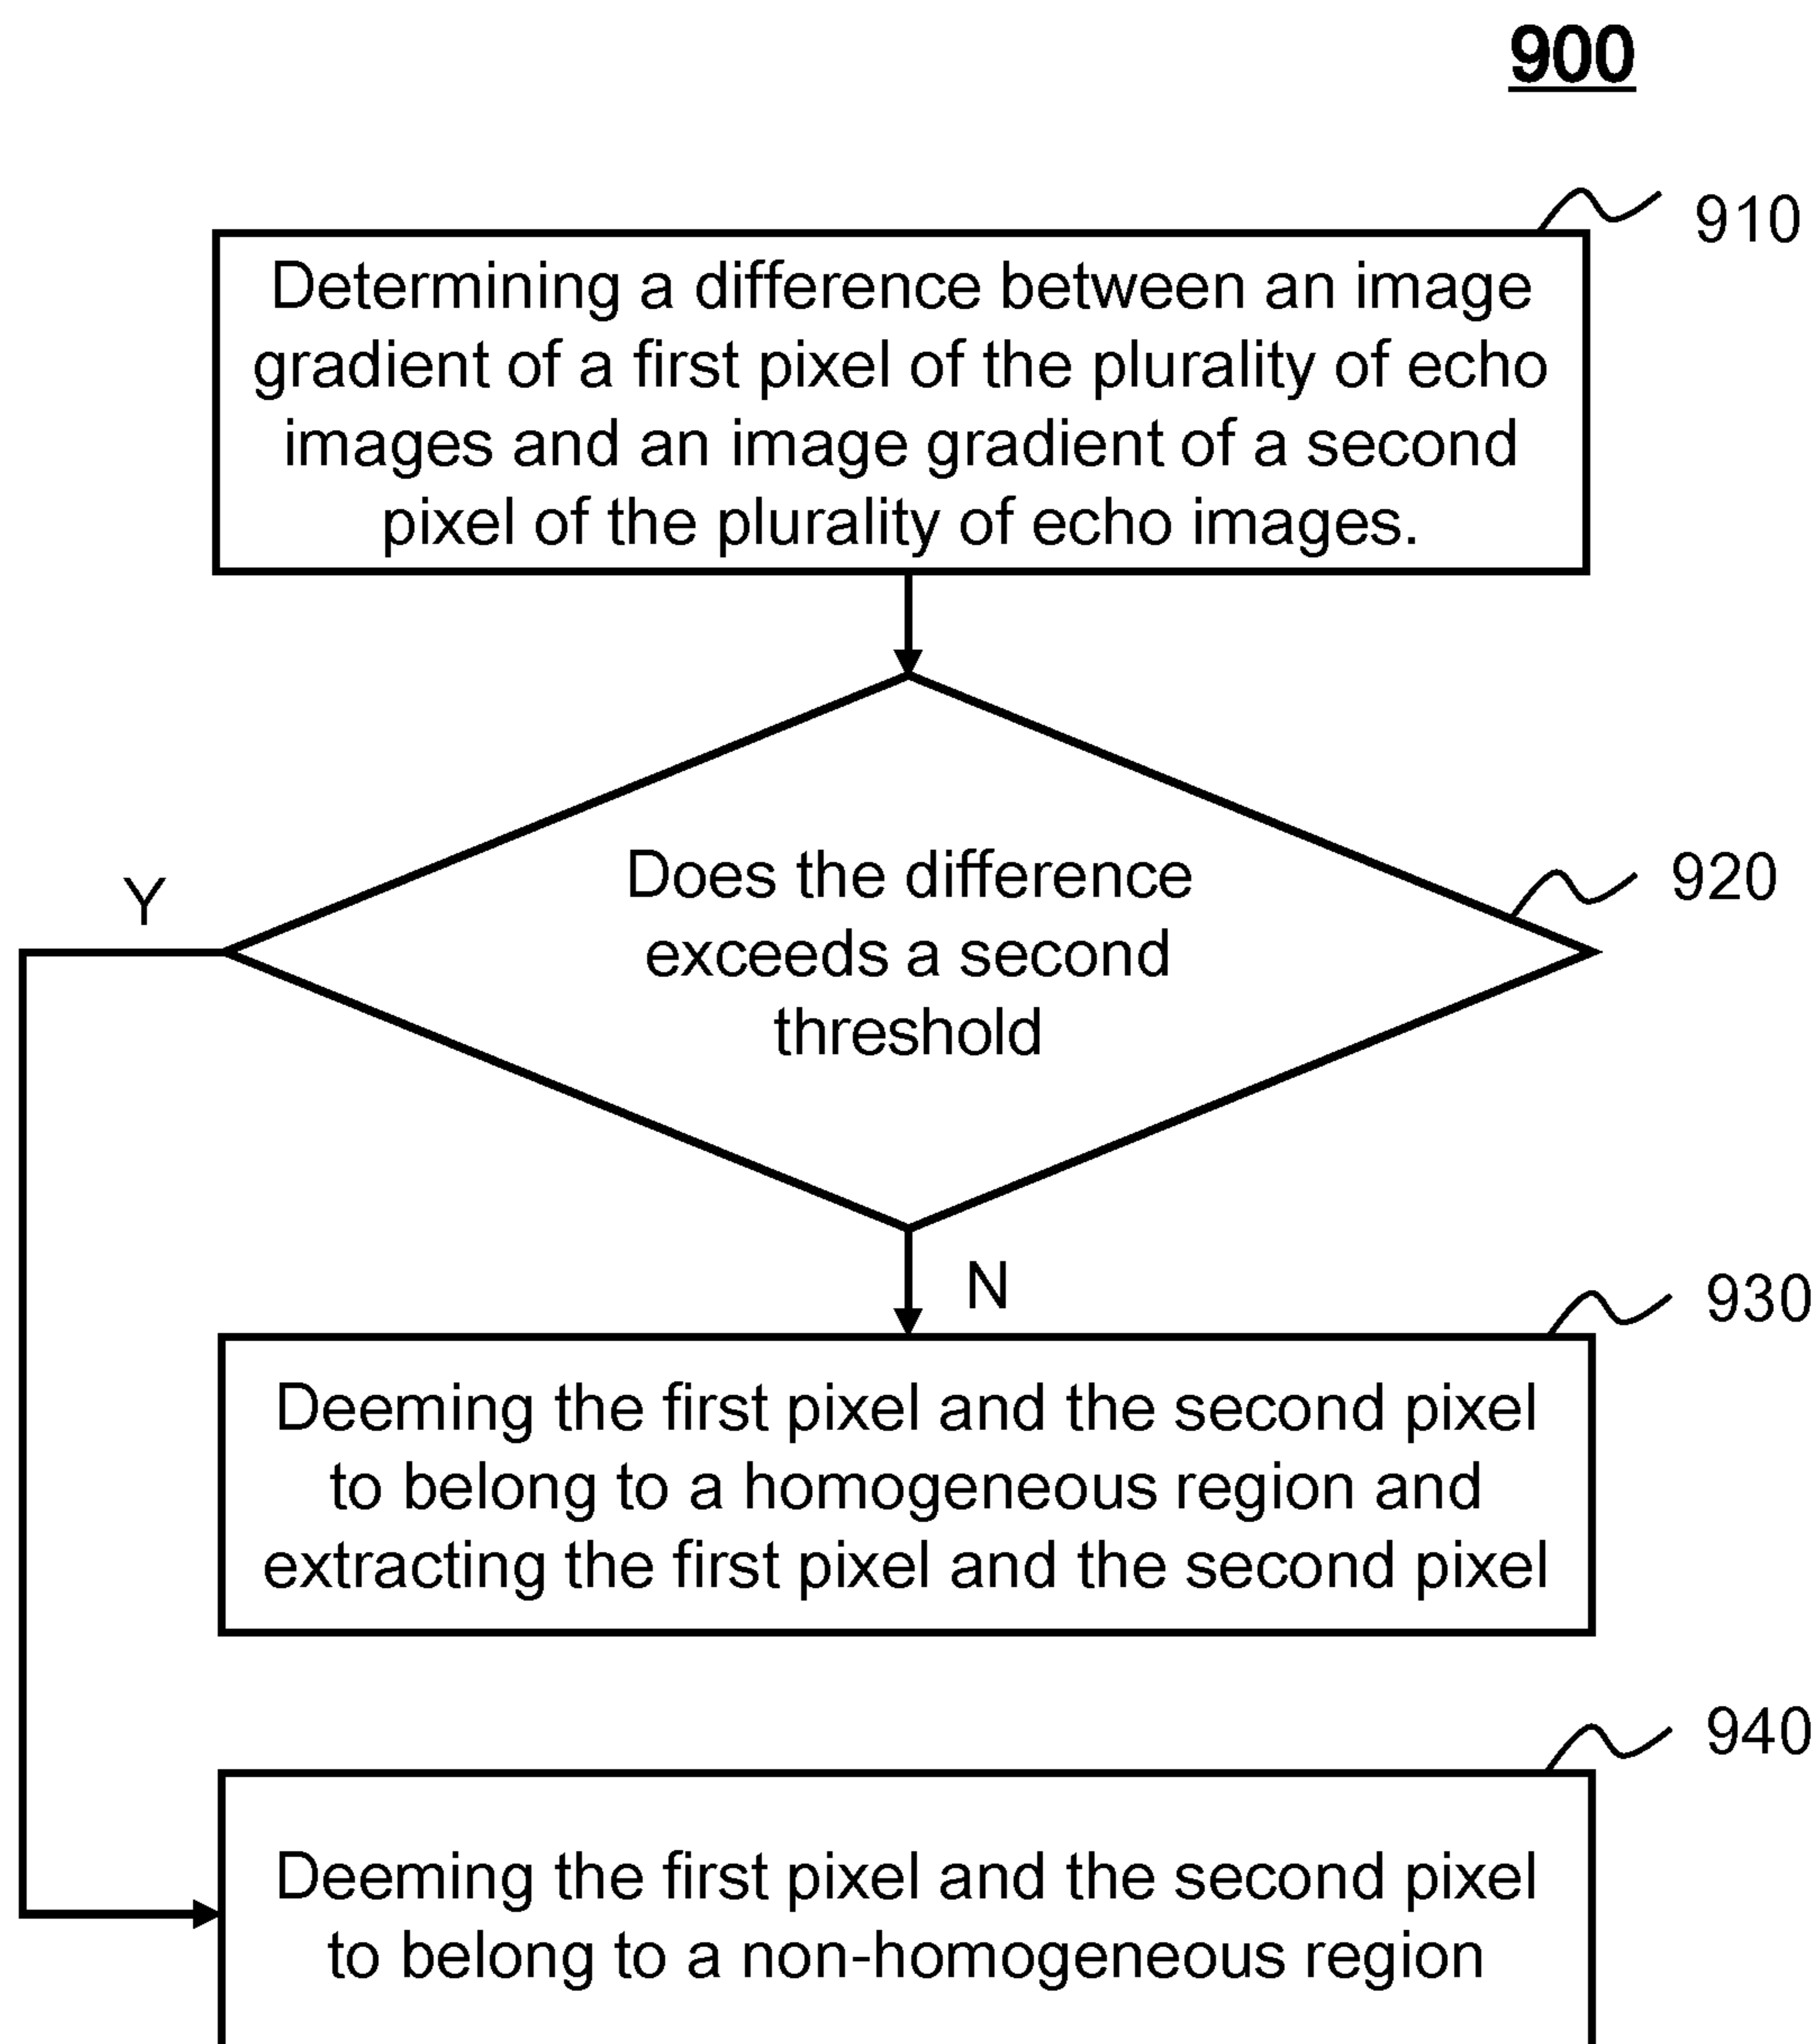 900
910
Determining a difference between an image
gradient of a first pixel of the plurality of echo
images and an image gradient of a second
pixel of the plurality of echo images.
920
Y
Does the difference
exceeds a second
threshold
N
930
Deeming the first pixel and the second pixel
to belong to a homogeneous region and
extracting the first pixel and the second pixel
940
Deeming the first pixel and the second pixel
to belong to a non-homogeneous region